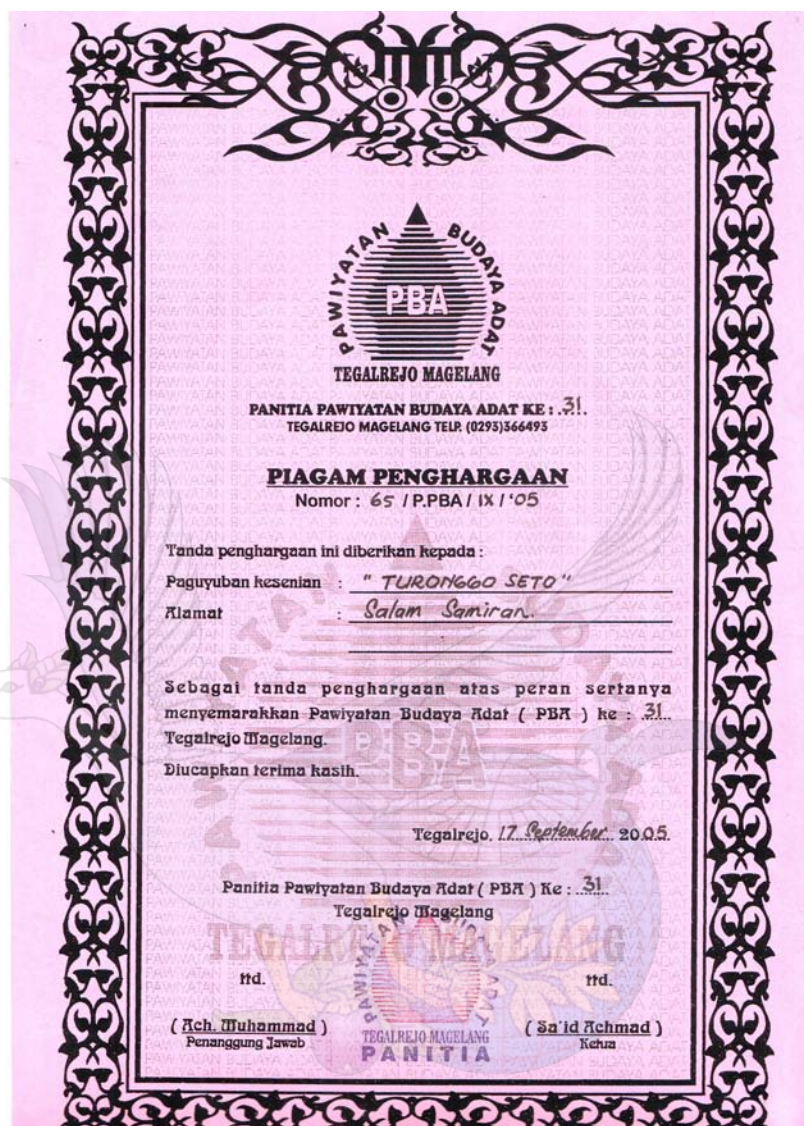 PAWIYATAN BUDAYA ADAT
PBA
TEGALREJO MAGELANG
PANITIA PAWIYATAN BUDAYA ADAT KE : 31.
TEGALREJO MAGELANG TELP. (0293)366493
PIAGAM PENGHARGAAN
Nomor : 65 / P.PBA / IX / '05
Tanda penghargaan ini diberikan kepada :
Paguyuban kesenian : " TURONGGO SETO "
Alamat : Salam Samiran.
Sebagai tanda penghargaan atas peran sertanya
menyemarakkan Pawiyatan Budaya Adat ( PBA ) ke : 31..
Tegalrejo Magelang.
Diucapkan terima kasih.
Tegalrejo, 17 September 2005.
Panitia Pawiyatan Budaya Adat ( PBA ) Ke : 31..
Tegalrejo Magelang
TEGALREJO MAGELANG
ttd. ttd.
PAWIYATAN BUDAYA ADAT
( Ach. Muhammad ) ( Sa'id Achmad )
Penanggung Jawab Ketua
TEGALREJO MAGELANG
PANITIA